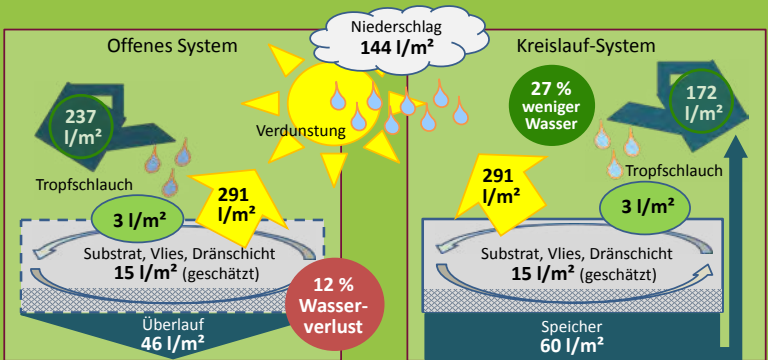 Offenes System
Niederschlag
144 l/m²
Kreislauf-System
237
l/m²
Verdunstung
27 %
weniger
Wasser
172
l/m²
Tropfschlauch
291
l/m²
3 l/m²
Substrat, Vlies, Dränschicht
15 l/m² (geschätzt)
12 %
Wasser-
verlust
Überlauf
46 l/m²
291
l/m²
Tropfschlauch
3 l/m²
Substrat, Vlies, Dränschicht
15 l/m² (geschätzt)
Speicher
60 l/m²